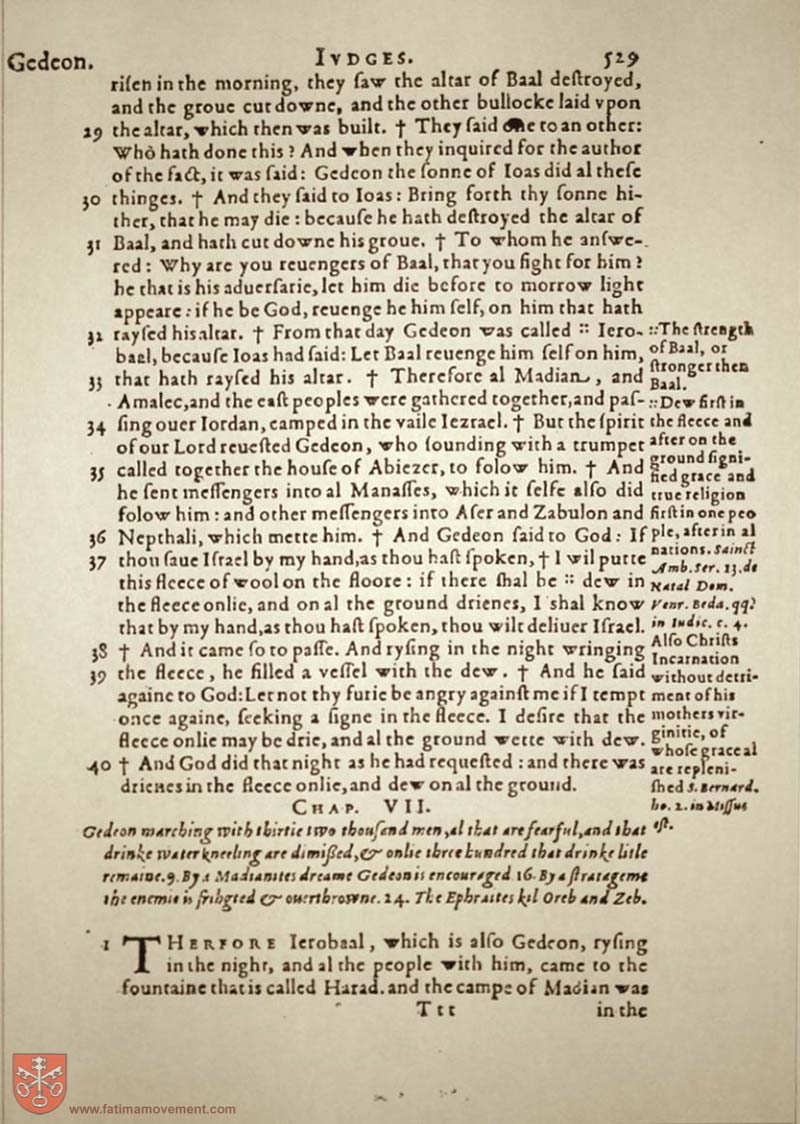 Gedeon. IVDGES. 529
riſen in the morning, they ſaw the altar of Baal deſtroyed,
and the groue cut downe, and the other bullocke laid vpon
29 the altar, which then was built. † They ſaid one to an other:
Who hath done this? And when they inquired for the author
of the fact, it was ſaid: Gedeon the ſonne of Ioas did al theſe
30 thinges. † And they ſaid to Ioas: Bring forth thy ſonne hi-
ther, that he may die: becauſe he hath deſtroyed the altar of
31 Baal, and hath cut downe his groue. † To whom he anſwe-
red: Why are you reuengers of Baal, that you fight for him?
he that is his aduerſarie, let him die before to morrow light
appeare: if he be God, reuenge he him ſelf, on him that hath
32 rayſed his altar. † From that day Gedeon was called :: Iero-
baal, becauſe Ioas had ſaid: Let Baal reuenge him ſelf on him,
33 that hath rayſed his altar. † Therefore al Madian, and
Amalec, and the eaſt peoples were gathered together, and paſ-
34 ſing ouer Iordan, camped in the vaile Iezrael. † But the ſpirit
of our Lord reueſted Gedeon, who ſounding with a trumpet
35 called together the houſe of Abiezer, to folow him. † And
he ſent meſſengers into al Manaſſes, which it ſelfe alſo did
folow him: and other meſſengers into Aſer and Zabulon and
36 Nepthali, which mette him. † And Gedeon ſaid to God: If
37 thou ſaue Iſrael by my hand, as thou haſt ſpoken, † I wil putte
this fleece of wool on the floore: if there ſhal be :: dew in
the fleece onlie, and on al the ground drienes, I ſhal know
that by my hand, as thou haſt ſpoken, thou wilt deliuer Iſrael.
38 † And it came ſo to paſſe. And ryſing in the night wringing
39 the fleece, he filled a veſſel with the dew. † And he ſaid
againe to God: Let not thy furie be angry againſt me if I tempt
once againe, ſeeking a ſigne in the fleece. I deſire that the
fleece onlie may be drie, and al the ground wette with dew.
40 † And God did that night as he had requeſted: and there was
drienes in the fleece onlie, and dew on al the ground.
:: The ſtrength
of Baal, or
ſtronger then
Baal.
:: Dew firſt in
the fleece and
after on the
ground ſigni-
fied grace and
true religion
firſt in one peo
ple, after in al
nations. Sainct
Amb. Ser. 13. de
Natal Dom.
Venr. Beda. qq?
in Iudic. c. 4.
Alſo Chriſts
Incarnation
without detri-
ment of his
mothers vir-
ginitie, of
whoſe grace al
are repleni-
ſhed S. Bernard.
ho. 2. in Miſſus
eſt.
CHAP. VII.
Gedeon marching with thirtie two thouſand men, al that are fearful, and that
drinke water kneeling are dimiſſed, & onlie three hundred that drinke litle
remaine. 9. By a Madianites dreame Gedeon is encouraged 16. By a ſtratageme
the enemie is frihgted & ouerthrowne. 24. The Ephraites kil Oreb and Zeb.
1 THERFORE Ierobaal, which is alſo Gedeon, ryſing
in the night, and al the people with him, came to the
fountaine that is called Harad. and the campe of Madian was
Ttt in the
www.fatimamovement.com